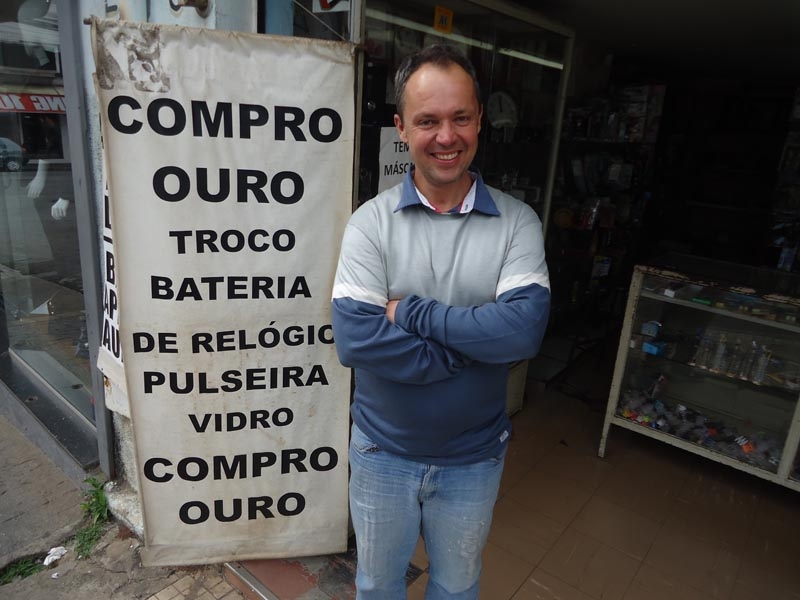 COMPRO
OURO
TROCO
BATERIA
DE RELÓGIO
PULSEIRA
VIDRO
COMPRO
OURO